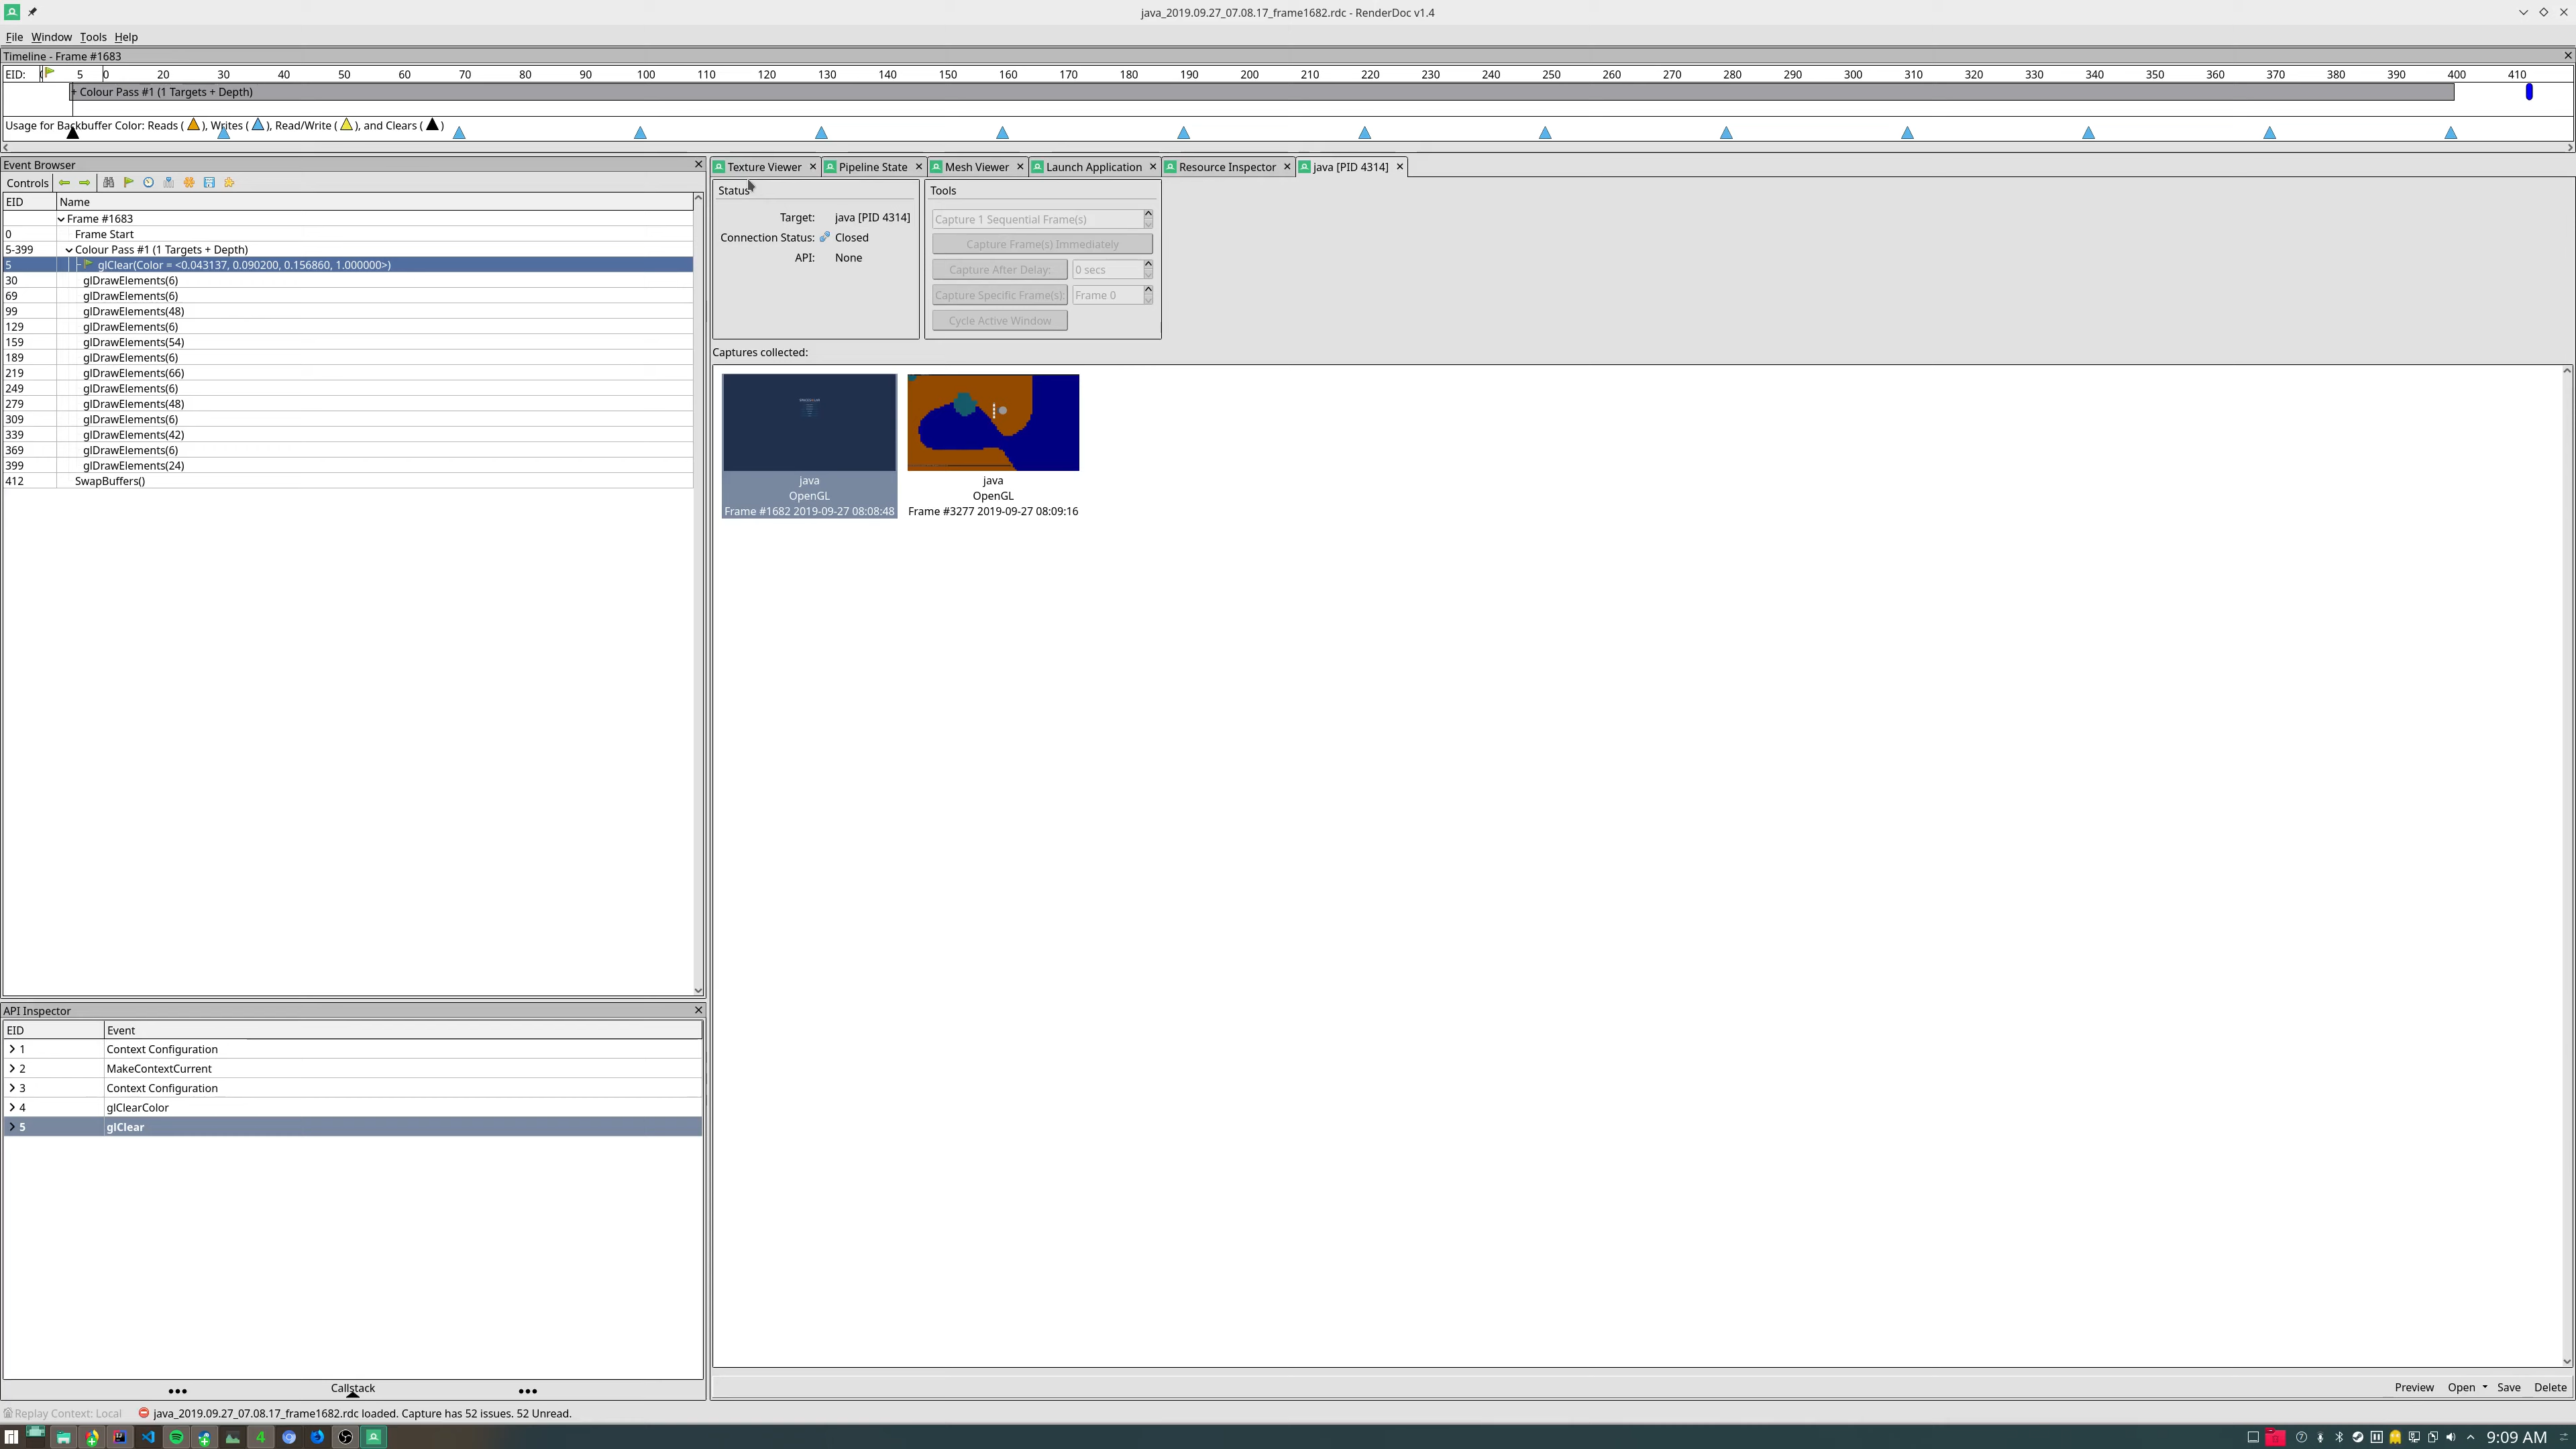 java_2019.09.27_07.08.17_frame1682.rdc - RenderDoc v1.4
File Window Tools Help
Timeline - Frame #1683
EID: 5 0 20 30 40 50 60 70 80 90 100 110 120 130 140 150 160 170 180 190 200 210 220 230 240 250 260 270 280 290 300 310 320 330 340 350 360 370 380 390 400 410
+ Colour Pass #1 (1 Targets + Depth)
Usage for Backbuffer Color: Reads ( ), Writes ( ), Read/Write ( ), and Clears ( )
Event Browser
Controls
EID Name
Frame #1683
0 Frame Start
5-399 Colour Pass #1 (1 Targets + Depth)
5 glClear(Color = <0.043137, 0.090200, 0.156860, 1.000000>)
30 glDrawElements(6)
69 glDrawElements(6)
99 glDrawElements(48)
129 glDrawElements(6)
159 glDrawElements(54)
189 glDrawElements(6)
219 glDrawElements(66)
249 glDrawElements(6)
279 glDrawElements(48)
309 glDrawElements(6)
339 glDrawElements(42)
369 glDrawElements(6)
399 glDrawElements(24)
412 SwapBuffers()
API Inspector
EID Event
1 Context Configuration
2 MakeContextCurrent
3 Context Configuration
4 glClearColor
5 glClear
Callstack
Texture Viewer Pipeline State Mesh Viewer Launch Application Resource Inspector java [PID 4314]
Status
Target: java [PID 4314]
Connection Status: Closed
API: None
Tools
Capture 1 Sequential Frame(s)
Capture Frame(s) Immediately
Capture After Delay: 0 secs
Capture Specific Frame(s): Frame 0
Cycle Active Window
Captures collected:
java
OpenGL
Frame #1682 2019-09-27 08:08:48
java
OpenGL
Frame #3277 2019-09-27 08:09:16
Preview Open Save Delete
Replay Context: Local java_2019.09.27_07.08.17_frame1682.rdc loaded. Capture has 52 issues. 52 Unread.
4 9:09 AM